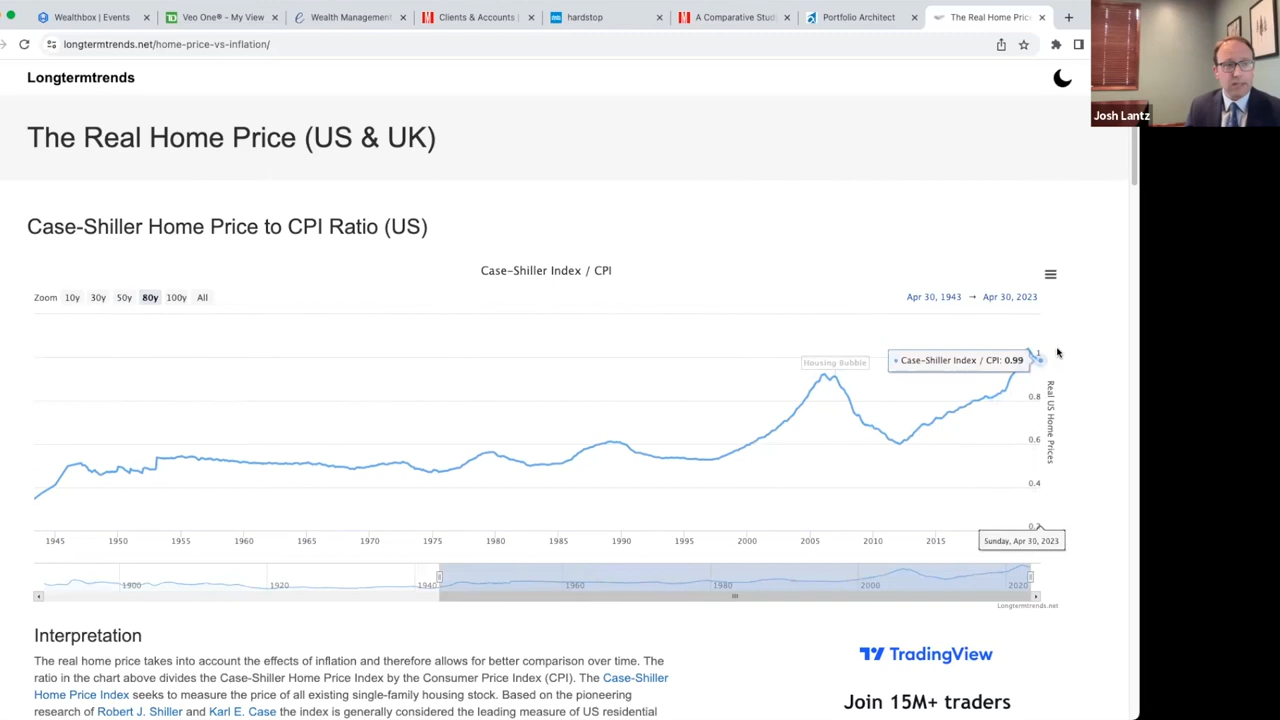 Wealthbox | Events
Veo One® - My View
Wealth Management
Clients & Accounts
hardstop
A Comparative Stud
Portfolio Architect
The Real Home Price
longtermtrends.net/home-price-vs-inflation/
Josh Lantz
Longtermtrends
The Real Home Price (US & UK)
Case-Shiller Home Price to CPI Ratio (US)
Case-Shiller Index / CPI
Zoom 10y 30y 50y 80y 100y All
Apr 30, 1943 → Apr 30, 2023
Housing Bubble
Case-Shiller Index / CPI: 0.99
1
0.8
0.6
0.4
0.2
Real US Home Prices
1945 1950 1955 1960 1965 1970 1975 1980 1985 1990 1995 2000 2005 2010 2015
Sunday, Apr 30, 2023
1900 1920 1940 1960 1980 2000 2020
Longtermtrends.net
Interpretation
The real home price takes into account the effects of inflation and therefore allows for better comparison over time. The
ratio in the chart above divides the Case-Shiller Home Price Index by the Consumer Price Index (CPI). The Case-Shiller
Home Price Index seeks to measure the price of all existing single-family housing stock. Based on the pioneering
research of Robert J. Shiller and Karl E. Case the index is generally considered the leading measure of US residential
TradingView
Join 15M+ traders